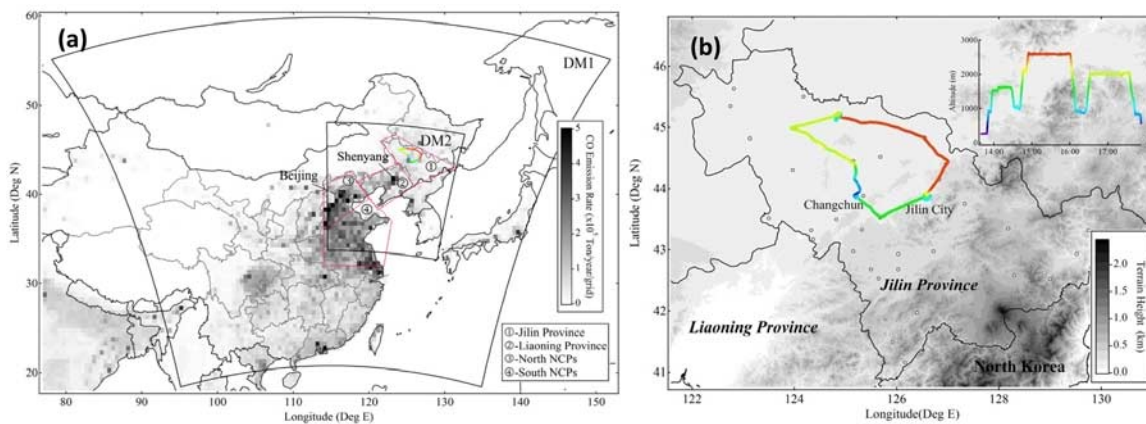 (a)
DM1
DM2
Shenyang
Beijing
①
②
③
④
60
50
40
30
20
Latitude (Deg N)
80
90
100
110
120
130
140
150
Longitude (Deg E)
5
4
3
2
1
0
CO Emission Rate (x10⁵ Ton/year/grid)
①-Jilin Province
②-Liaoning Province
③-North NCPs
④-South NCPs
(b)
46
45
44
43
42
41
Latitude (Deg N)
122
124
126
128
130
Longitude(Deg E)
3000
2000
1000
Altitude (m)
14:00
15:00
16:00
17:00
Changchun
Jilin City
Jilin Province
Liaoning Province
North Korea
2.0
1.5
1.0
0.5
0.0
Terrain Height (km)